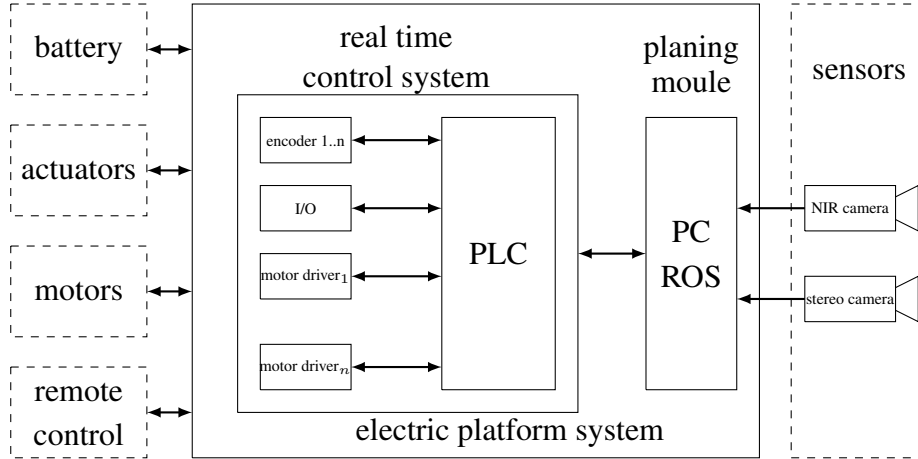 battery
actuators
motors
remote
control
real time
control system
encoder 1..n
I/O
motor driver₁
motor driverₙ
PLC
electric platform system
planing
moule
PC
ROS
sensors
NIR camera
stereo camera